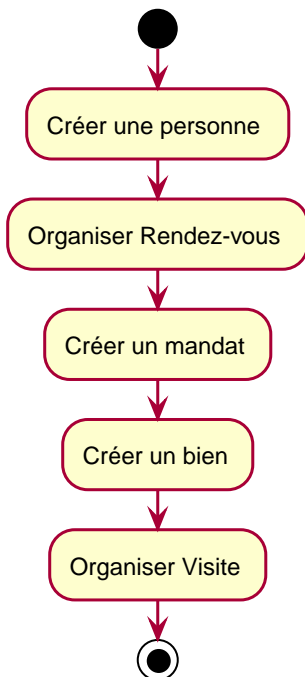 Créer une personne
Organiser Rendez-vous
Créer un mandat
Créer un bien
Organiser Visite